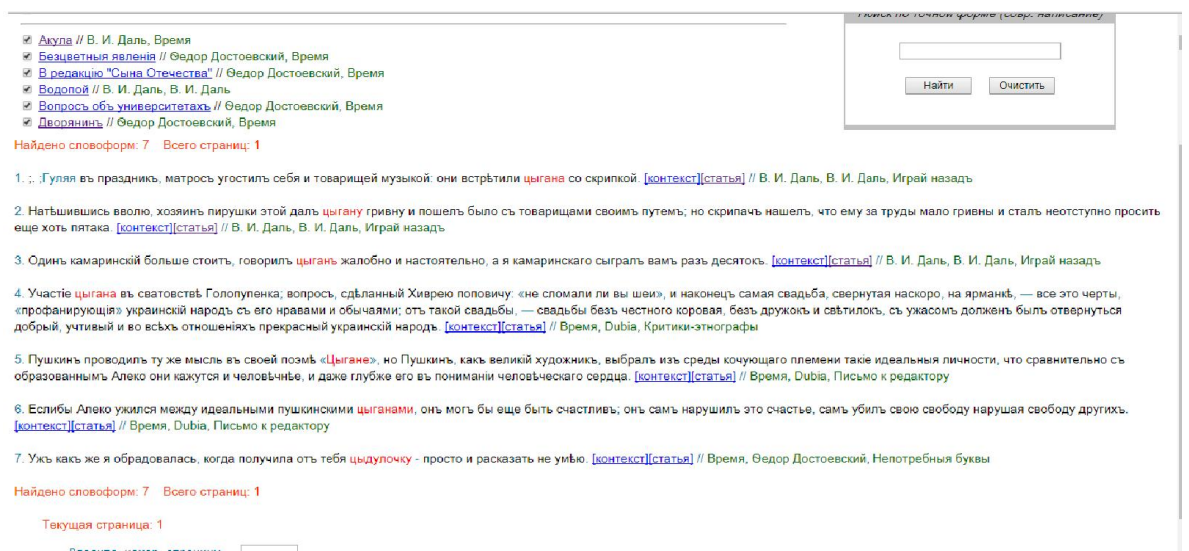 Поиск по точной форме (совр. написание)
Акула // В. И. Даль, Время
Безцветныя явленія // Ѳедор Достоевский, Время
В редакцію "Сына Отечества" // Ѳедор Достоевский, Время
Водопой // В. И. Даль, В. И. Даль
Вопросъ объ университетахъ // Ѳедор Достоевский, Время
Дворянинъ // Ѳедор Достоевский, Время
Найти Очистить
Найдено словоформ: 7 Всего страниц: 1
1. ;. ;Гуляя въ праздникъ, матросъ угостилъ себя и товарищей музыкой: они встрѣтили цыгана со скрипкой. [контекст][статья] // В. И. Даль, В. И. Даль, Играй назадъ
2. Натѣшившись вволю, хозяинъ пирушки этой далъ цыгану гривну и пошелъ было съ товарищами своимъ путемъ; но скрипачъ нашелъ, что ему за труды мало гривны и сталъ неотступно просить
еще хоть пятака. [контекст][статья] // В. И. Даль, В. И. Даль, Играй назадъ
3. Одинъ камаринскій больше стоитъ, говорилъ цыганъ жалобно и настоятельно, а я камаринскаго сыгралъ вамъ разъ десятокъ. [контекст][статья] // В. И. Даль, В. И. Даль, Играй назадъ
4. Участіе цыгана въ сватовствѣ Голопупенка; вопросъ, сдѣланный Хиврею поповичу: «не сломали ли вы шеи», и наконецъ самая свадьба, свернутая наскоро, на ярманкѣ, — все это черты,
«профанирующія» украинскій народъ съ его нравами и обычаями; отъ такой свадьбы, — свадьбы безъ честного коровая, безъ дружокъ и свѣтилокъ, съ ужасомъ долженъ былъ отвернуться
добрый, учтивый и во всѣхъ отношеніяхъ прекрасный украинскій народъ. [контекст][статья] // Время, Dubia, Критики-этнографы
5. Пушкинъ проводилъ ту же мысль въ своей поэмѣ «Цыгане», но Пушкинъ, какъ великій художникъ, выбралъ изъ среды кочующаго племени такіе идеальныя личности, что сравнительно съ
образованнымъ Алеко они кажутся и человѣчнѣе, и даже глубже его въ пониманіи человѣческаго сердца. [контекст][статья] // Время, Dubia, Письмо к редактору
6. Еслибы Алеко ужился между идеальными пушкинскими цыганами, онъ могъ бы еще быть счастливъ; онъ самъ нарушилъ это счастье, самъ убилъ свою свободу нарушая свободу другихъ.
[контекст][статья] // Время, Dubia, Письмо к редактору
7. Ужъ какъ же я обрадовалась, когда получила отъ тебя цыдулочку - просто и расказать не умѣю. [контекст][статья] // Время, Ѳедор Достоевский, Непотребныя буквы
Найдено словоформ: 7 Всего страниц: 1
Текущая страница: 1